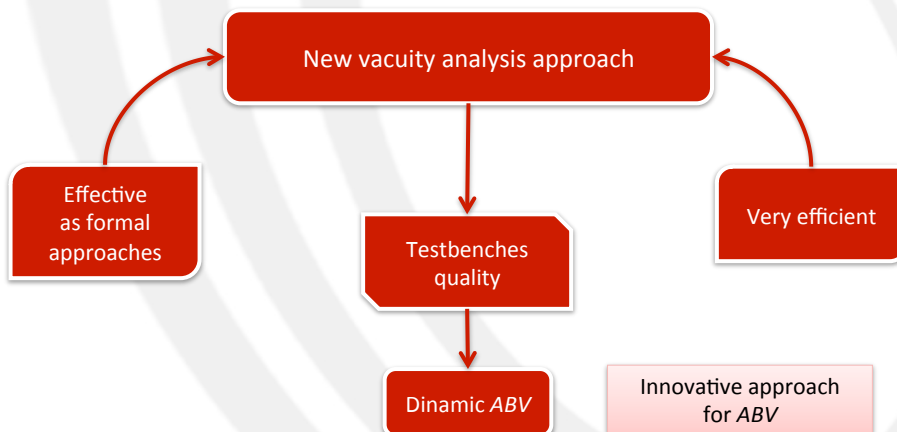 New vacuity analysis approach
Effective
as formal
approaches
Very efficient
Testbenches
quality
Dinamic ABV
Innovative approach
for ABV